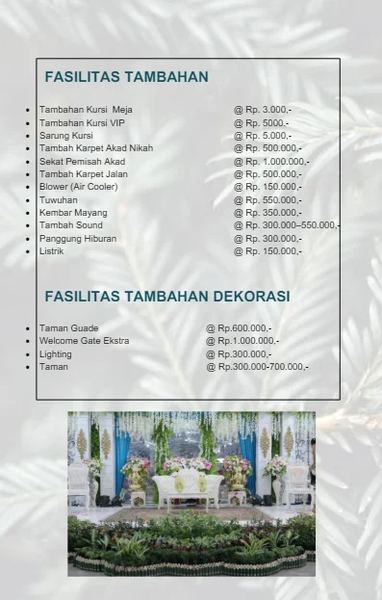 FASILITAS TAMBAHAN
• Tambahan Kursi  Meja @ Rp. 3.000,-
• Tambahan Kursi VIP @ Rp. 5000,-
• Sarung Kursi @ Rp. 5.000,-
• Tambah Karpet Akad Nikah @ Rp. 500.000,-
• Sekat Pemisah Akad @ Rp. 1.000.000,-
• Tambah Karpet Jalan @ Rp. 500.000,-
• Blower (Air Cooler) @ Rp. 150.000,-
• Tuwuhan @ Rp. 550.000,-
• Kembar Mayang @ Rp. 350.000,-
• Tambah Sound @ Rp. 300.000–550.000,-
• Panggung Hiburan @ Rp. 300.000,-
• Listrik @ Rp. 150.000,-
FASILITAS TAMBAHAN DEKORASI
• Taman Guade @ Rp.600.000,-
• Welcome Gate Ekstra @ Rp.1.000.000,-
• Lighting @ Rp.300.000,-
• Taman @ Rp.300.000-700.000,-